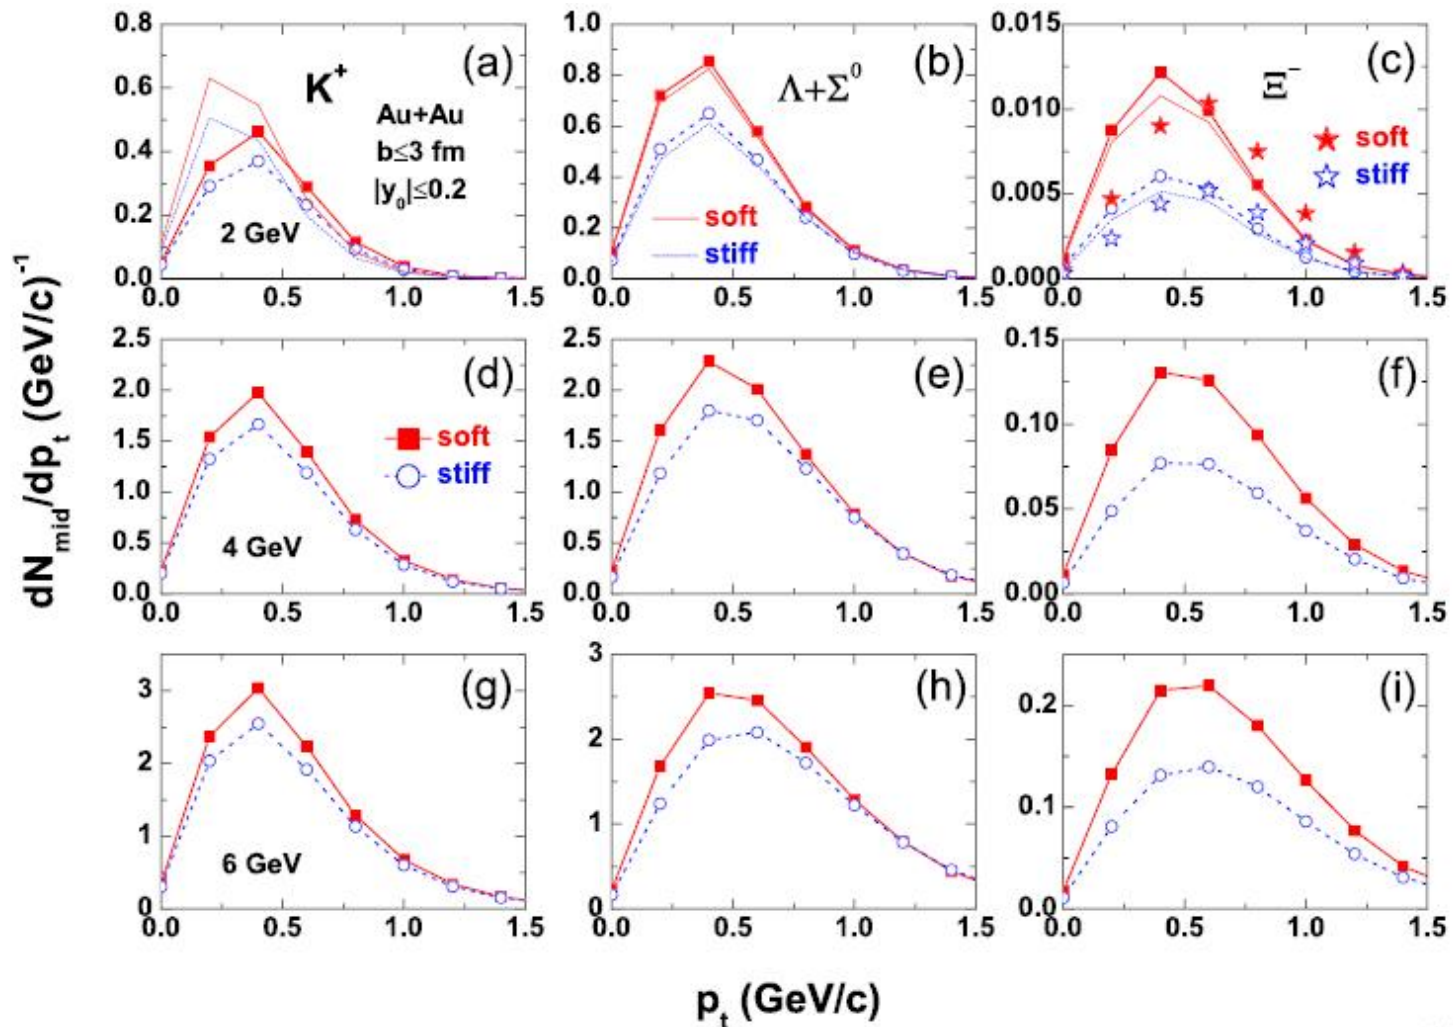 dN_mid/dp_t (GeV/c)^-1
0.8
0.6
0.4
0.2
0.0
(a)
K^+
Au+Au
b≤3 fm
|y_0|≤0.2
2 GeV
0.0 0.5 1.0 1.5
1.0
0.8
0.6
0.4
0.2
0.0
(b)
Λ+Σ^0
soft
stiff
0.0 0.5 1.0 1.5
0.015
0.010
0.005
0.000
(c)
Ξ^-
soft
stiff
0.0 0.5 1.0 1.5
2.5
2.0
1.5
1.0
0.5
0.0
(d)
soft
stiff
4 GeV
0.0 0.5 1.0 1.5
2.5
2.0
1.5
1.0
0.5
0.0
(e)
0.0 0.5 1.0 1.5
0.15
0.10
0.05
0.00
(f)
0.0 0.5 1.0 1.5
3
2
1
0
(g)
6 GeV
0.0 0.5 1.0 1.5
3
2
1
0
(h)
0.0 0.5 1.0 1.5
0.2
0.1
0.0
(i)
0.0 0.5 1.0 1.5
p_t (GeV/c)